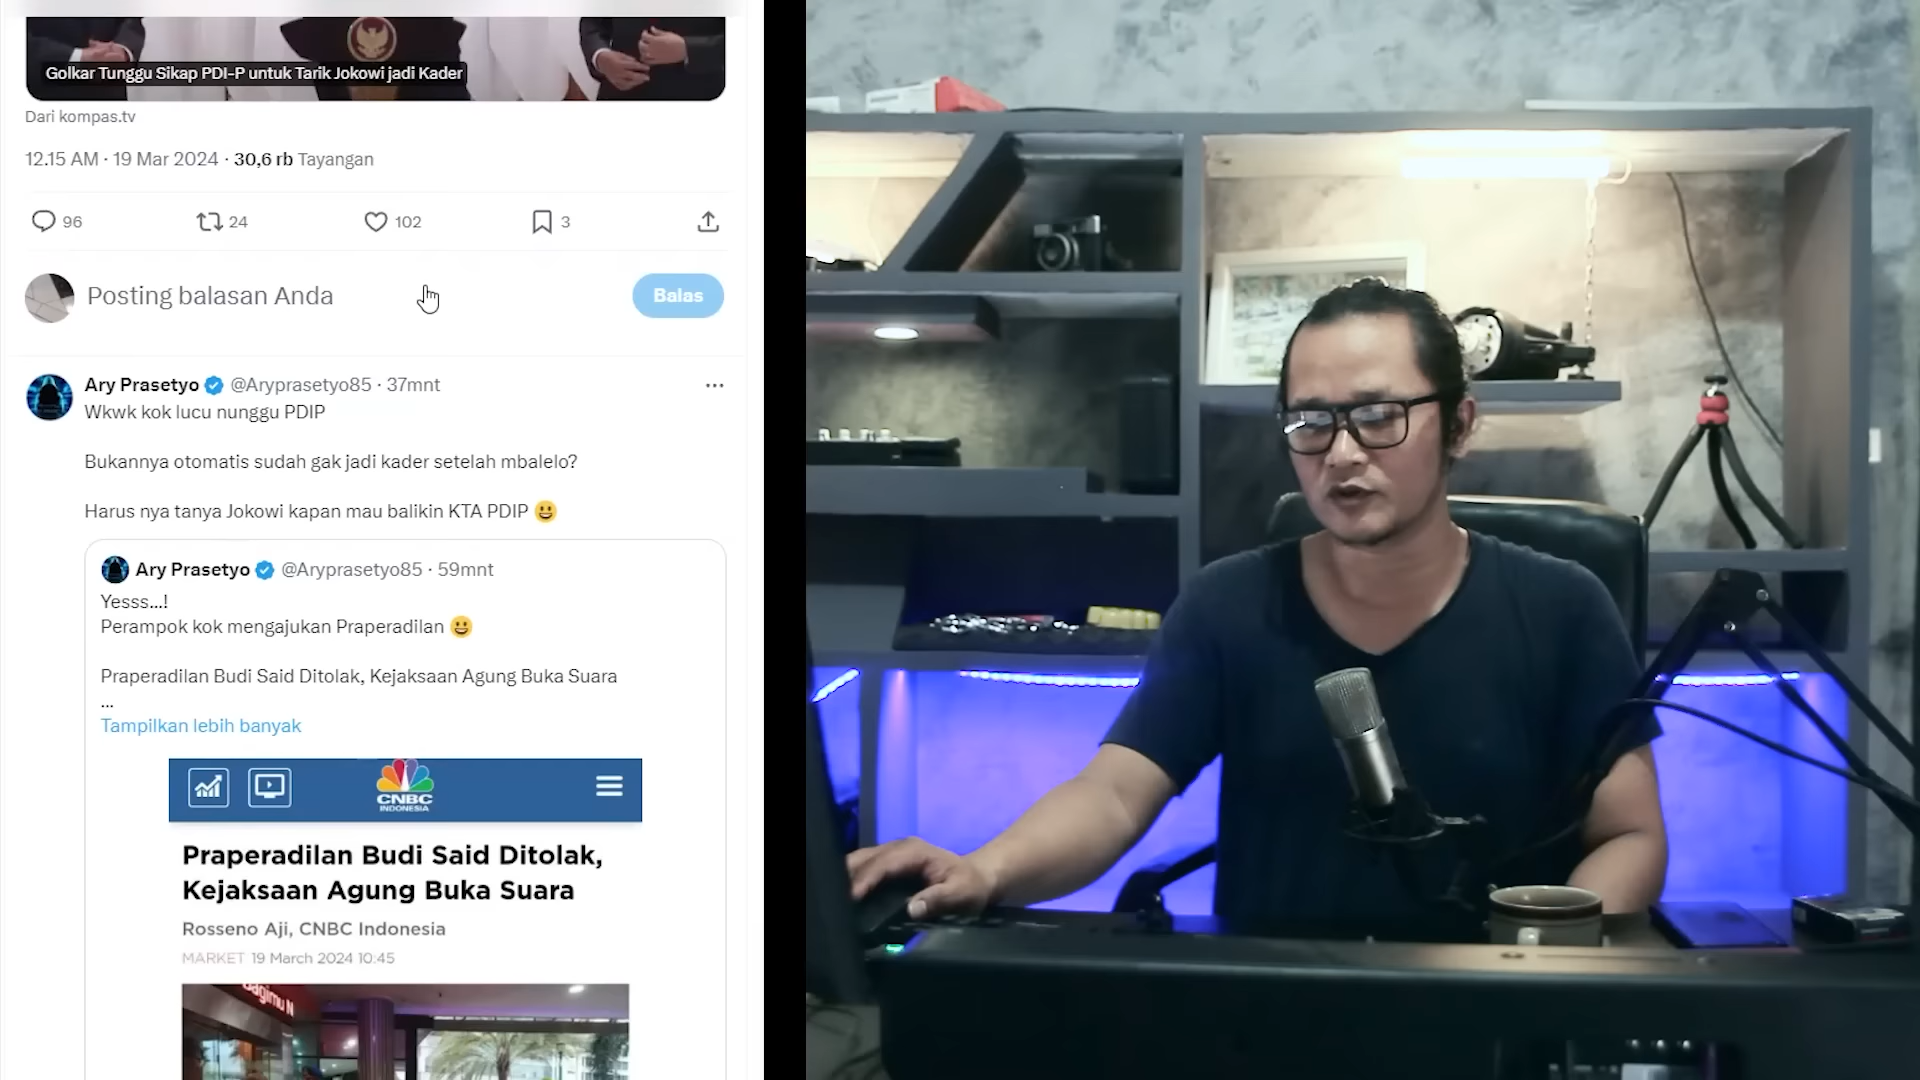 Golkar Tunggu Sikap PDI-P untuk Tarik Jokowi jadi Kader
Dari kompas.tv
12.15 AM · 19 Mar 2024 · 30,6 rb Tayangan
96
24
102
3
Posting balasan Anda
Balas
Ary Prasetyo @Aryprasetyo85 · 37mnt
Wkwk kok lucu nunggu PDIP
Bukannya otomatis sudah gak jadi kader setelah mbalelo?
Harus nya tanya Jokowi kapan mau balikin KTA PDIP 😃
Ary Prasetyo @Aryprasetyo85 · 59mnt
Yesss...!
Perampok kok mengajukan Praperadilan 😃
Praperadilan Budi Said Ditolak, Kejaksaan Agung Buka Suara
...
Tampilkan lebih banyak
CNBC
INDONESIA
Praperadilan Budi Said Ditolak,
Kejaksaan Agung Buka Suara
Rosseno Aji, CNBC Indonesia
MARKET 19 March 2024 10:45
bagimu N